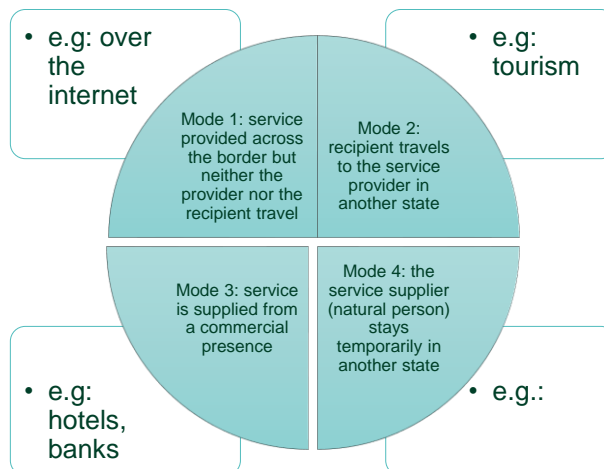 • e.g: over
the
internet
• e.g:
tourism
Mode 1: service
provided across
the border but
neither the
provider nor the
recipient travel
Mode 2:
recipient travels
to the service
provider in
another state
Mode 3: service
is supplied from
a commercial
presence
Mode 4: the
service supplier
(natural person)
stays
temporarily in
another state
• e.g:
hotels,
banks
• e.g.: